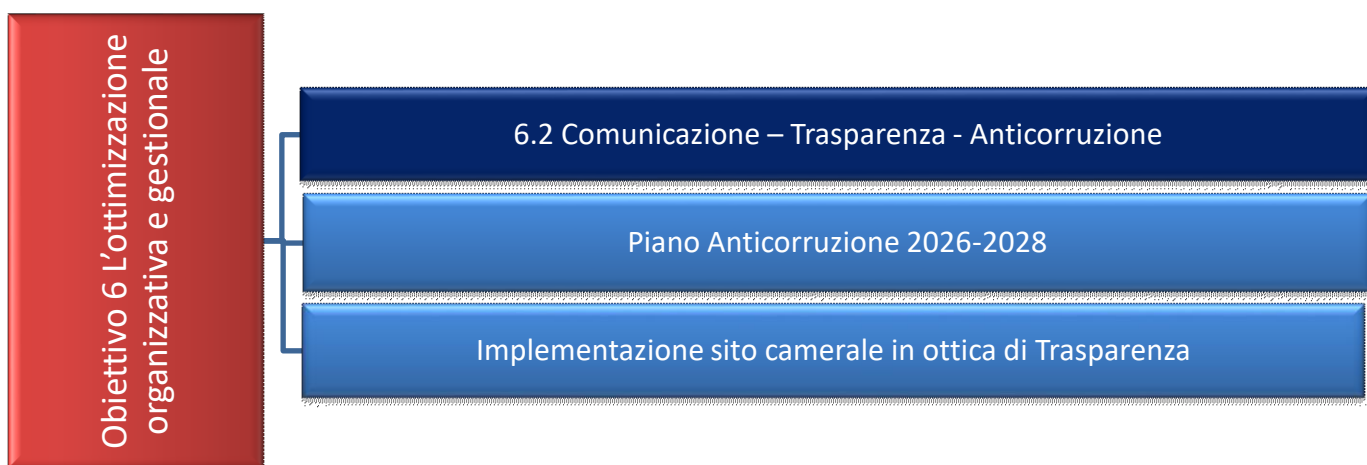 Obiettivo 6 L'ottimizzazione
organizzativa e gestionale
6.2 Comunicazione – Trasparenza - Anticorruzione
Piano Anticorruzione 2026-2028
Implementazione sito camerale in ottica di Trasparenza